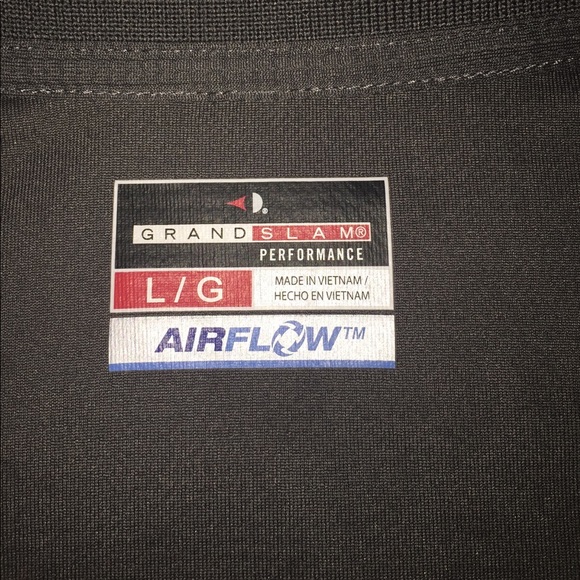 GRANDSLAM®
PERFORMANCE
L/G
MADE IN VIETNAM /
HECHO EN VIETNAM
AIRFLOW™